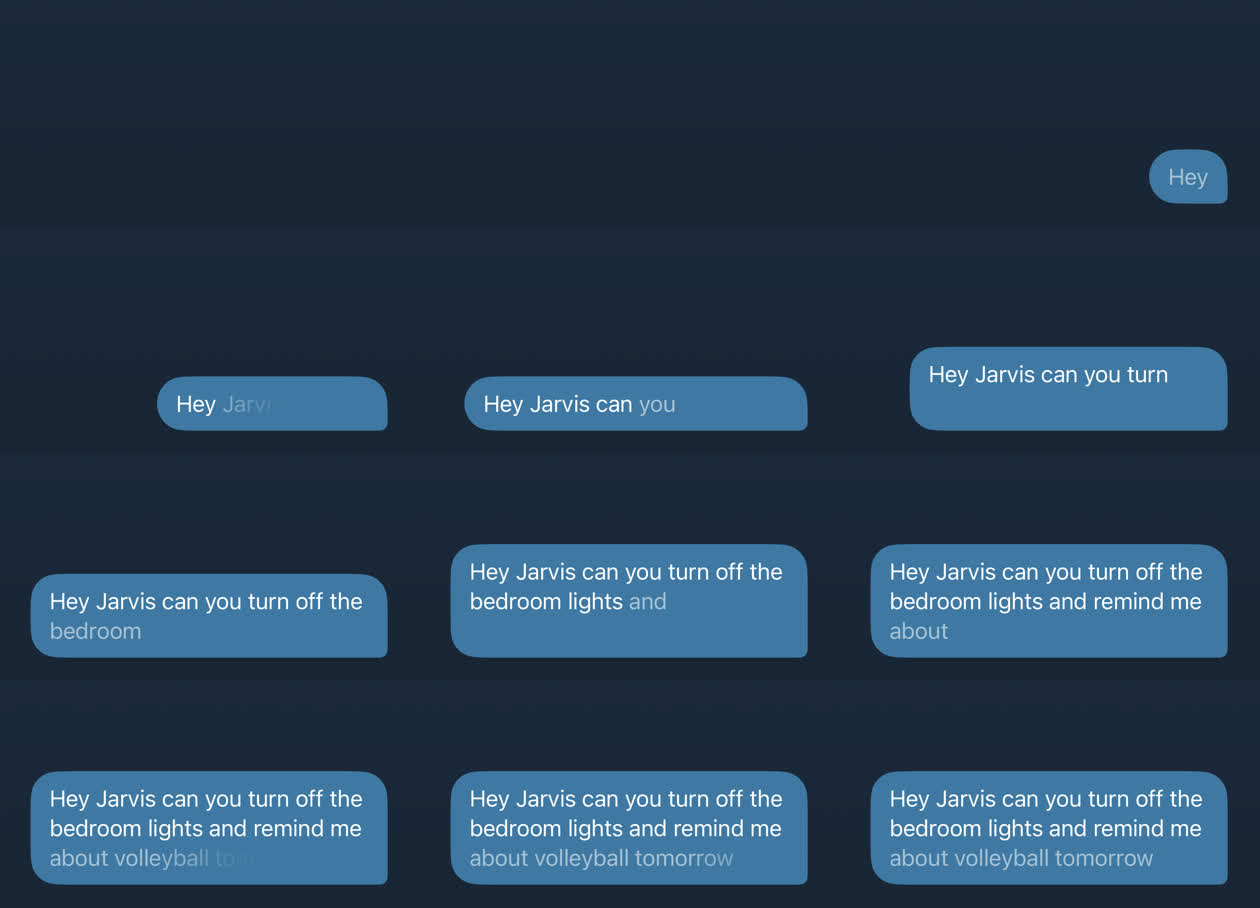 Hey
Hey Jarvi
Hey Jarvis can you
Hey Jarvis can you turn
Hey Jarvis can you turn off the
bedroom
Hey Jarvis can you turn off the
bedroom lights and
Hey Jarvis can you turn off the
bedroom lights and remind me
about
Hey Jarvis can you turn off the
bedroom lights and remind me
about volleyball tom
Hey Jarvis can you turn off the
bedroom lights and remind me
about volleyball tomorrow
Hey Jarvis can you turn off the
bedroom lights and remind me
about volleyball tomorrow